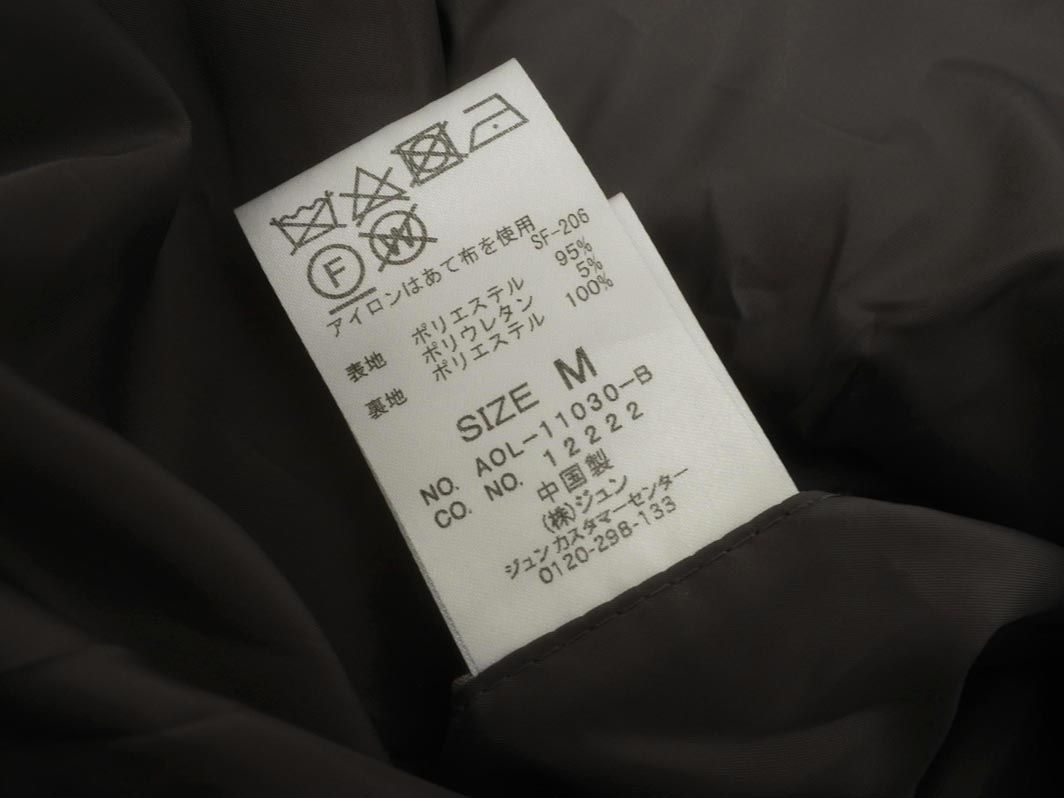 F
W
アイロンはあて布を使用
SF-206
表地 ポリエステル 95%
ポリウレタン 5%
裏地 ポリエステル 100%
SIZE M
NO. AOL-11030-B
CO. NO. 12222
中国製
(株)ジュン
ジュンカスタマーセンター
0120-298-133